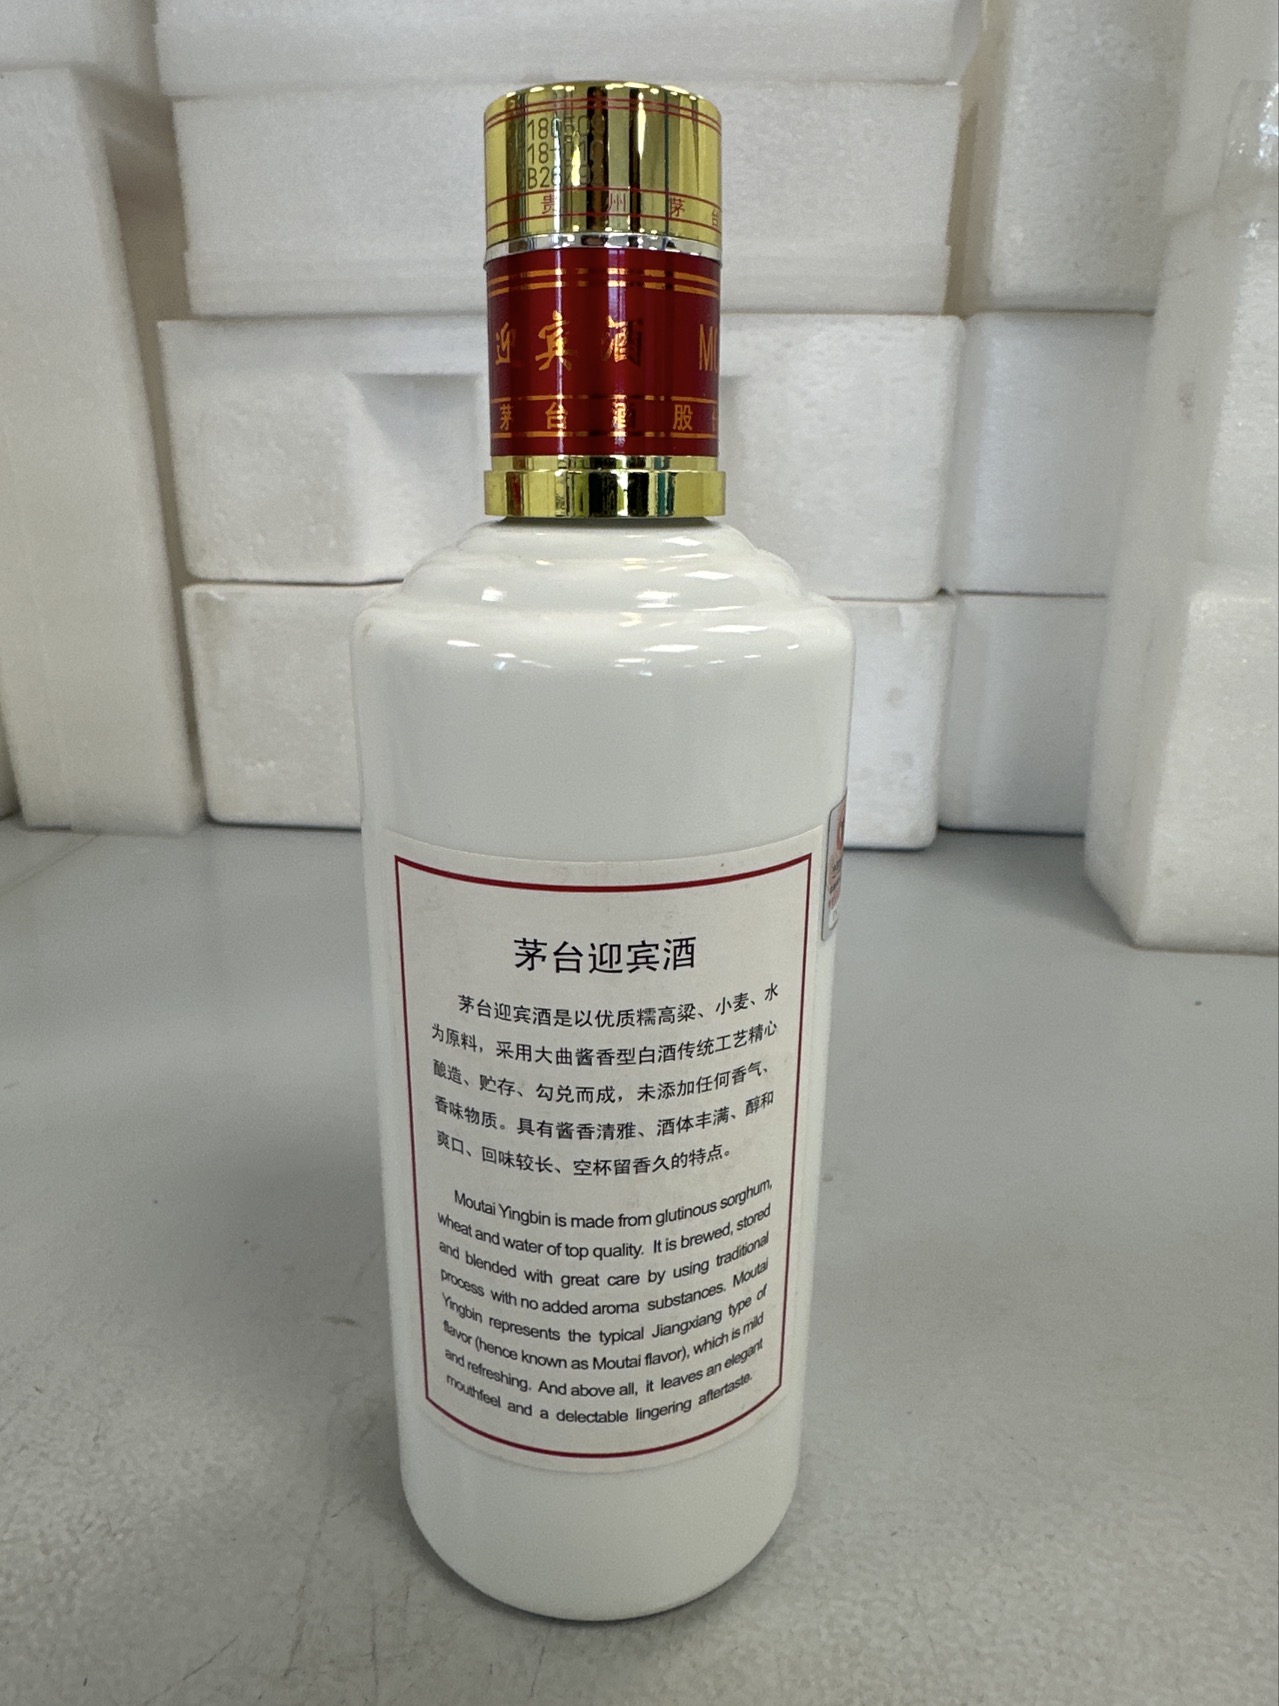 180509
18-010
贵州茅台
迎宾酒 MO
茅台酒股
茅台迎宾酒
茅台迎宾酒是以优质糯高粱、小麦、水
为原料，采用大曲酱香型白酒传统工艺精心
酿造、贮存、勾兑而成，未添加任何香气、
香味物质。具有酱香清雅、酒体丰满、醇和
爽口、回味较长、空杯留香久的特点。
Moutai Yingbin is made from glutinous sorghum,
wheat and water of top quality. It is brewed, stored
and blended with great care by using traditional
process with no added aroma substances. Moutai
Yingbin represents the typical Jiangxiang type of
flavor (hence known as Moutai flavor), which is mild
and refreshing. And above all, it leaves an elegant
mouthfeel and a delectable lingering aftertaste.